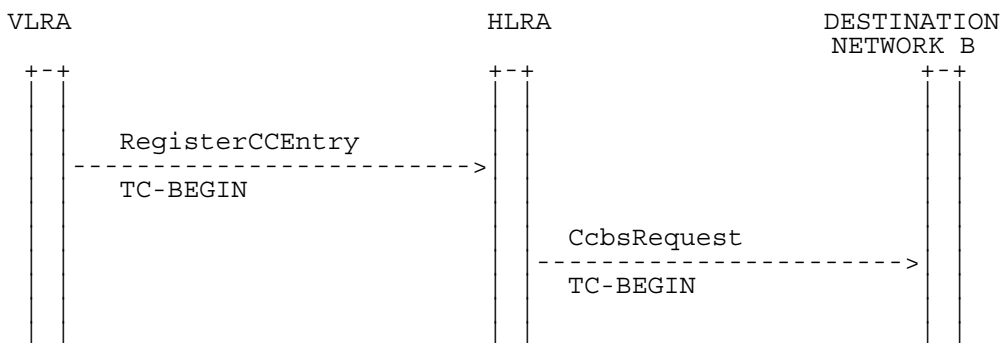 VLRA HLRA DESTINATION
NETWORK B
RegisterCCEntry
TC-BEGIN
CcbsRequest
TC-BEGIN